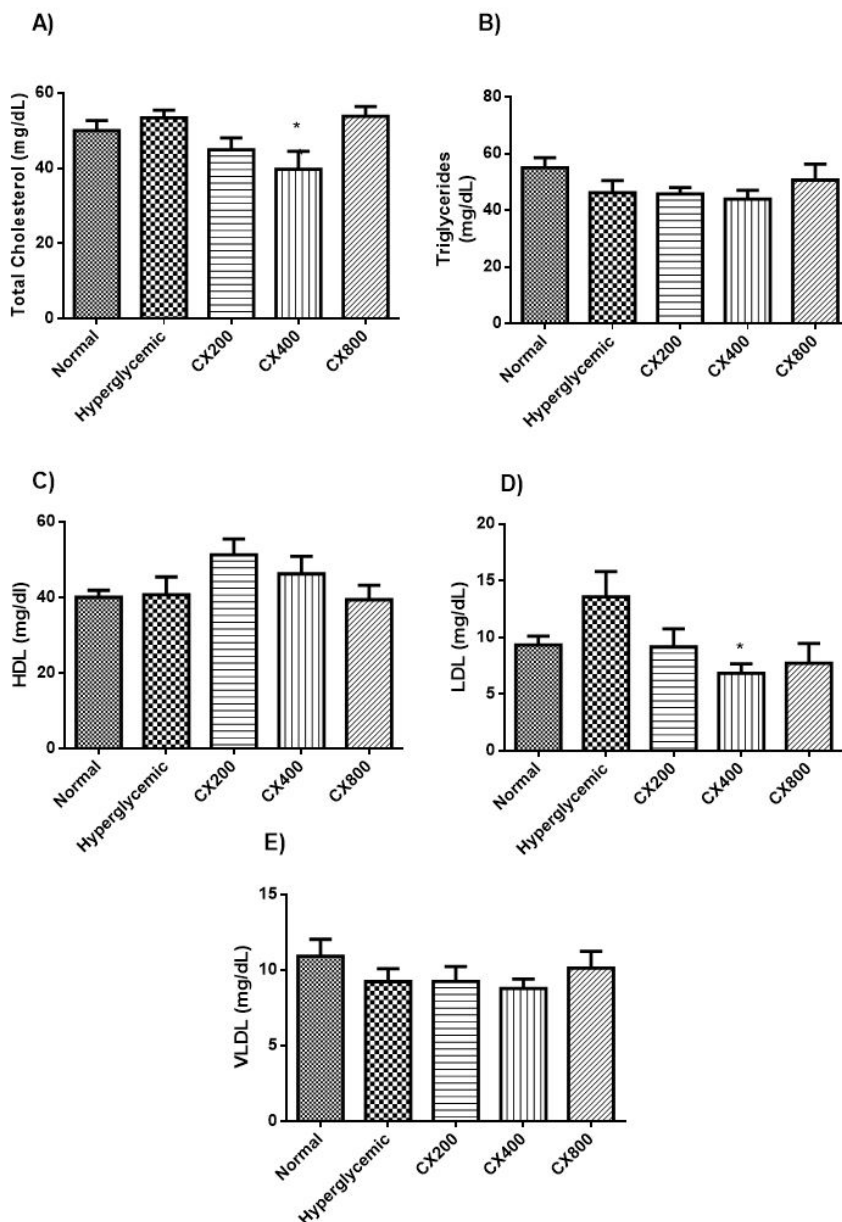 A)
Total Cholesterol (mg/dL)
60
40
20
0
*
Normal
Hyperglycemic
CX200
CX400
CX800
B)
Triglycerides
(mg/dL)
80
60
40
20
0
Normal
Hyperglycemic
CX200
CX400
CX800
C)
HDL (mg/dl)
60
40
20
0
Normal
Hyperglycemic
CX200
CX400
CX800
D)
LDL (mg/dL)
20
15
10
5
0
*
Normal
Hyperglycemic
CX200
CX400
CX800
E)
VLDL (mg/dL)
15
10
5
0
Normal
Hyperglycemic
CX200
CX400
CX800